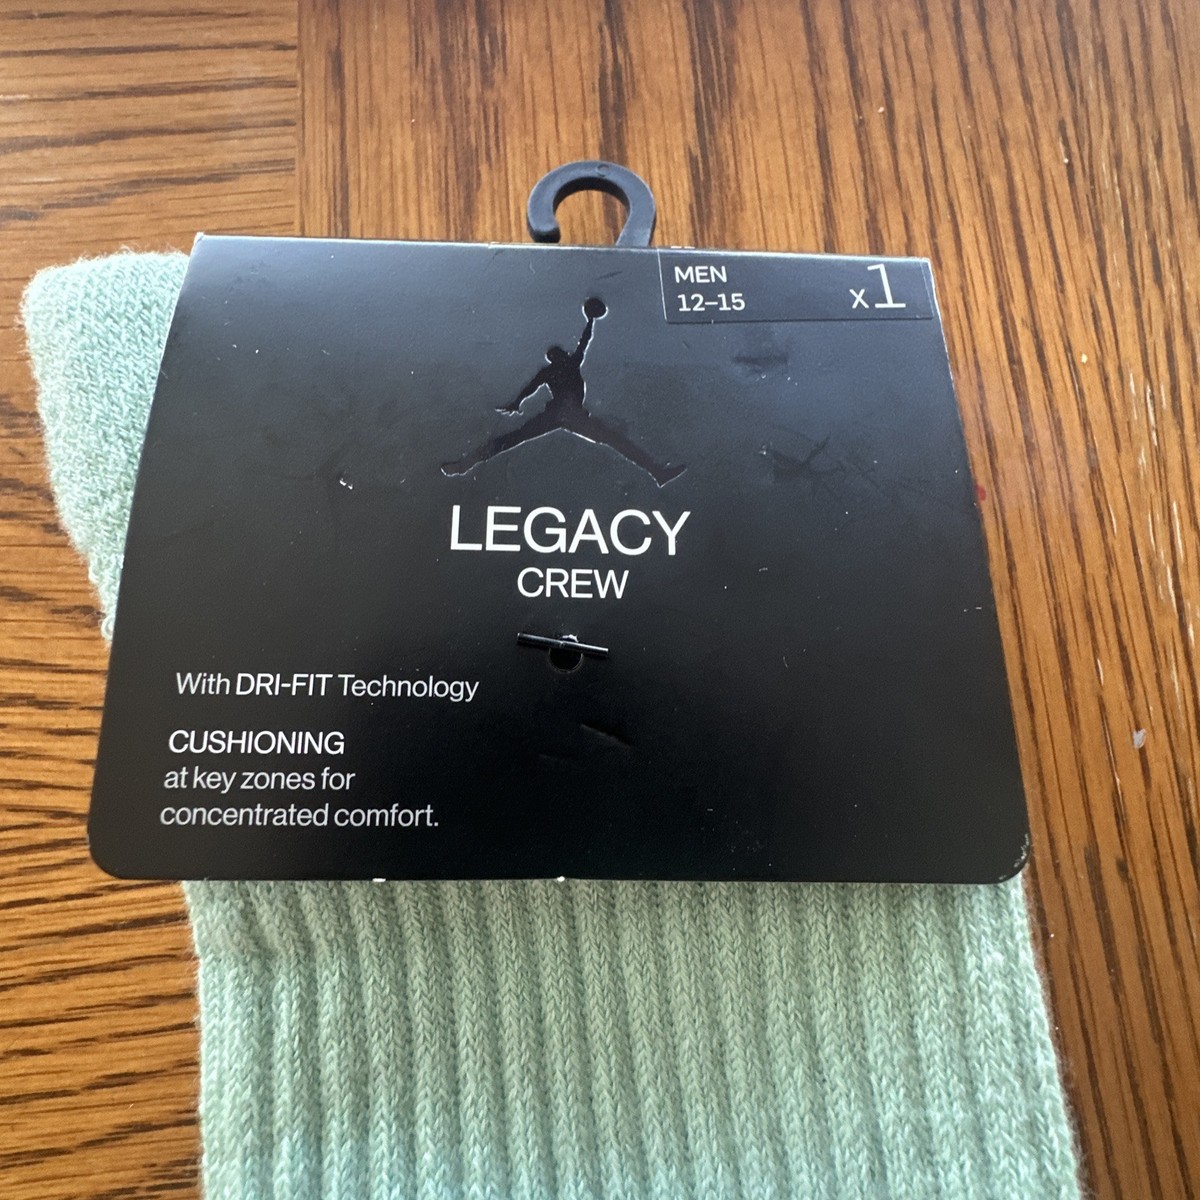 MEN
12–15
x1
LEGACY
CREW
With DRI-FIT Technology
CUSHIONING
at key zones for
concentrated comfort.